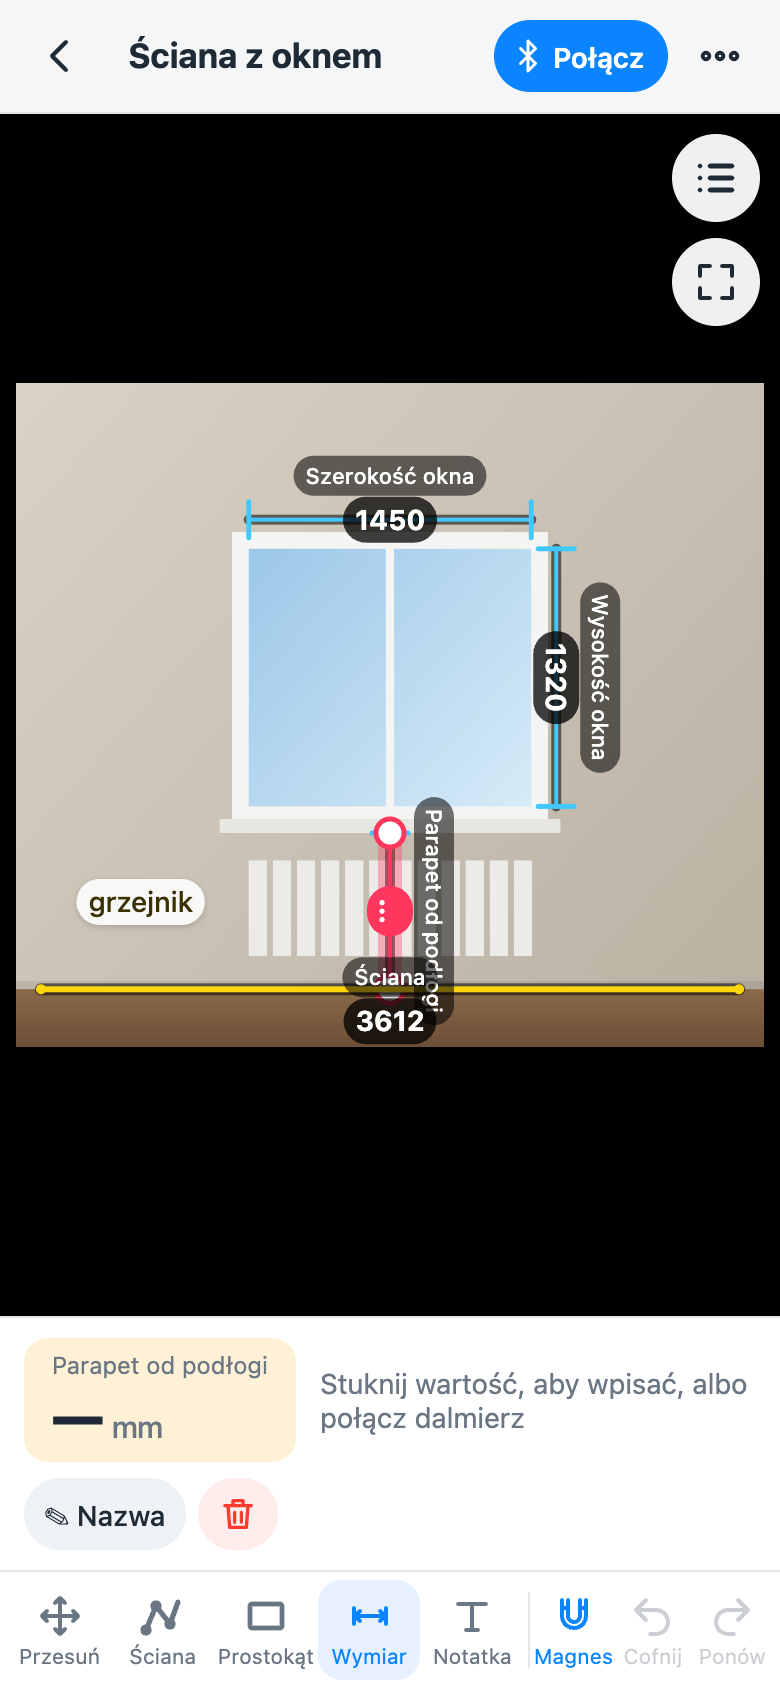 Ściana z oknem
Połącz
Szerokość okna
1450
Wysokość okna
1320
Parapet od podłogi
grzejnik
Ściana
3612
Parapet od podłogi
— mm
Stuknij wartość, aby wpisać, albo
połącz dalmierz
Nazwa
Przesuń
Ściana
Prostokąt
Wymiar
Notatka
Magnes
Cofnij
Ponów